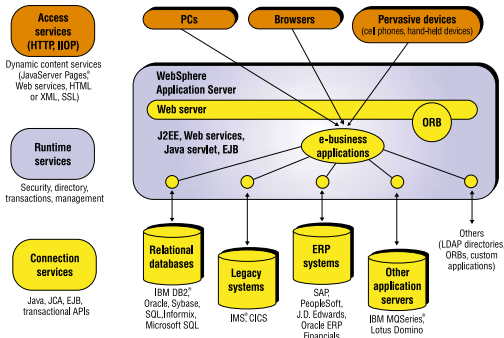 Access
services
(HTTP, IIOP)
Dynamic content services
(JavaServer Pages,®
Web services, HTML
or XML, SSL)
Runtime
services
Security, directory,
transactions, management
Connection
services
Java, JCA, EJB,
transactional APIs
PCs
Browsers
Pervasive devices
(cell phones, hand-held devices)
WebSphere
Application Server
Web server
ORB
J2EE, Web services,
Java servlet, EJB
e-business
applications
Relational
databases
IBM DB2,®
Oracle, Sybase,
SQL,Informix,
Microsoft SQL
Legacy
systems
IMS,® CICS
ERP
systems
SAP,
PeopleSoft,
J.D. Edwards,
Oracle ERP
Financials
Other
application
servers
IBM MQSeries,®
Lotus Domino
Others
(LDAP directories,
ORBs, custom
applications)